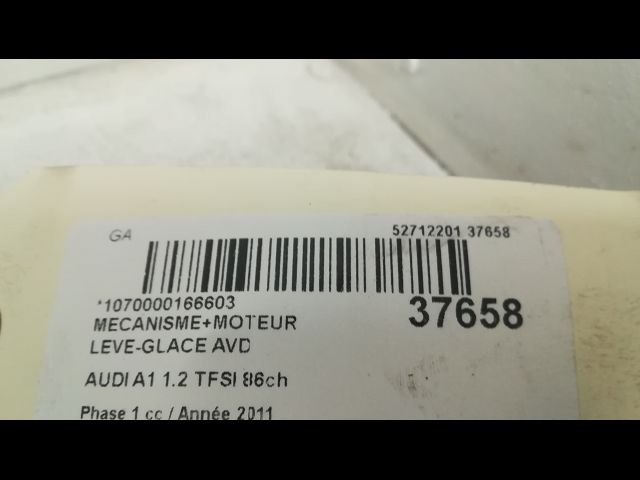 GA 52712201 37658
*1070000166603 37658
MECANISME+MOTEUR
LEVE-GLACE AVD
AUDI A1 1.2 TFSI 86ch
Phase 1 cc / Année 2011